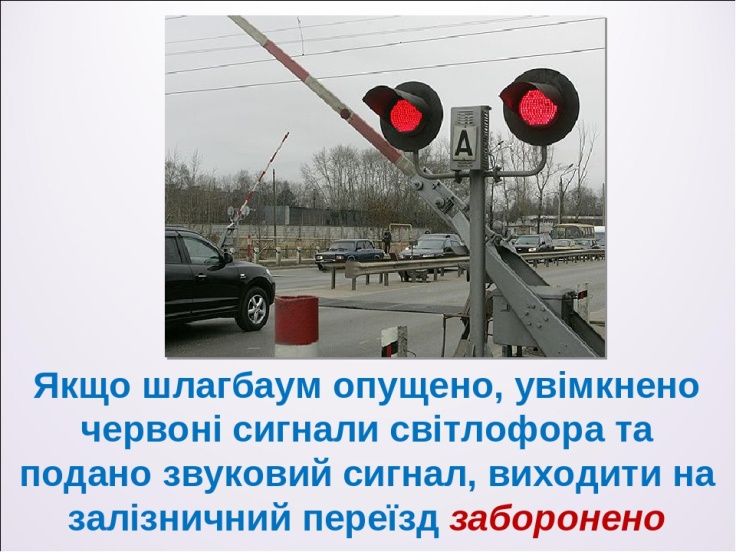 А
Якщо шлагбаум опущено, увімкнено
червоні сигнали світлофора та
подано звуковий сигнал, виходити на
залізничний переїзд заборонено